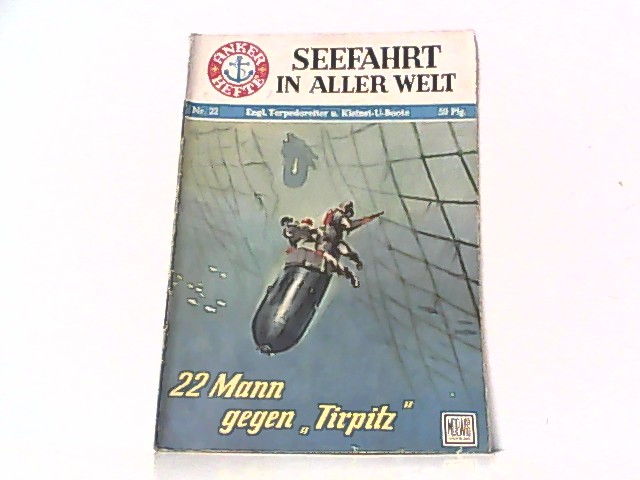 ANKER
HEFTE
SEEFAHRT
IN ALLER WELT
Nr. 22 Engl. Torpedoreiter u. Kleinst-U-Boote 50 Pfg.
22 Mann
gegen „Tirpitz"